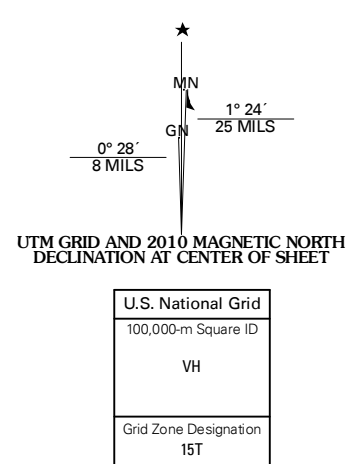 ★
MN
1° 24´
GN
25 MILS
0° 28´
8 MILS
UTM GRID AND 2010 MAGNETIC NORTH
DECLINATION AT CENTER OF SHEET
U.S. National Grid
100,000-m Square ID
VH
Grid Zone Designation
15T